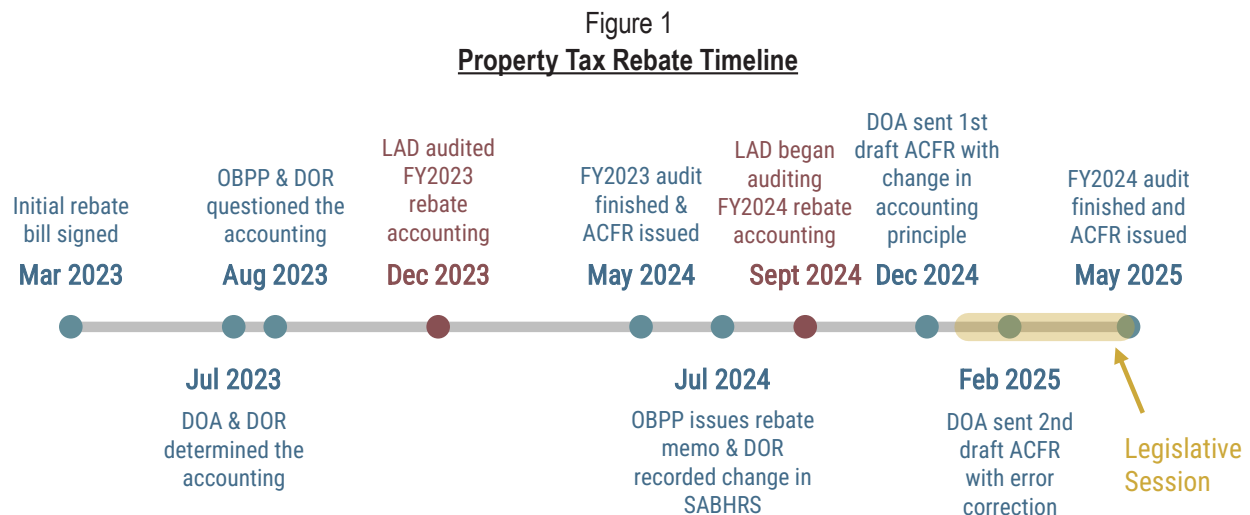 Figure 1
Property Tax Rebate Timeline
Initial rebate
bill signed
Mar 2023
DOA & DOR
determined the
accounting
Jul 2023
OBPP & DOR
questioned the
accounting
Aug 2023
LAD audited
FY2023
rebate
accounting
Dec 2023
FY2023 audit
finished &
ACFR issued
May 2024
Jul 2024
OBPP issues rebate
memo & DOR
recorded change in
SABHRS
LAD began
auditing
FY2024 rebate
accounting
Sept 2024
DOA sent 1st
draft ACFR with
change in
accounting
principle
Dec 2024
Feb 2025
DOA sent 2nd
draft ACFR
with error
correction
FY2024 audit
finished and
ACFR issued
May 2025
Legislative
Session